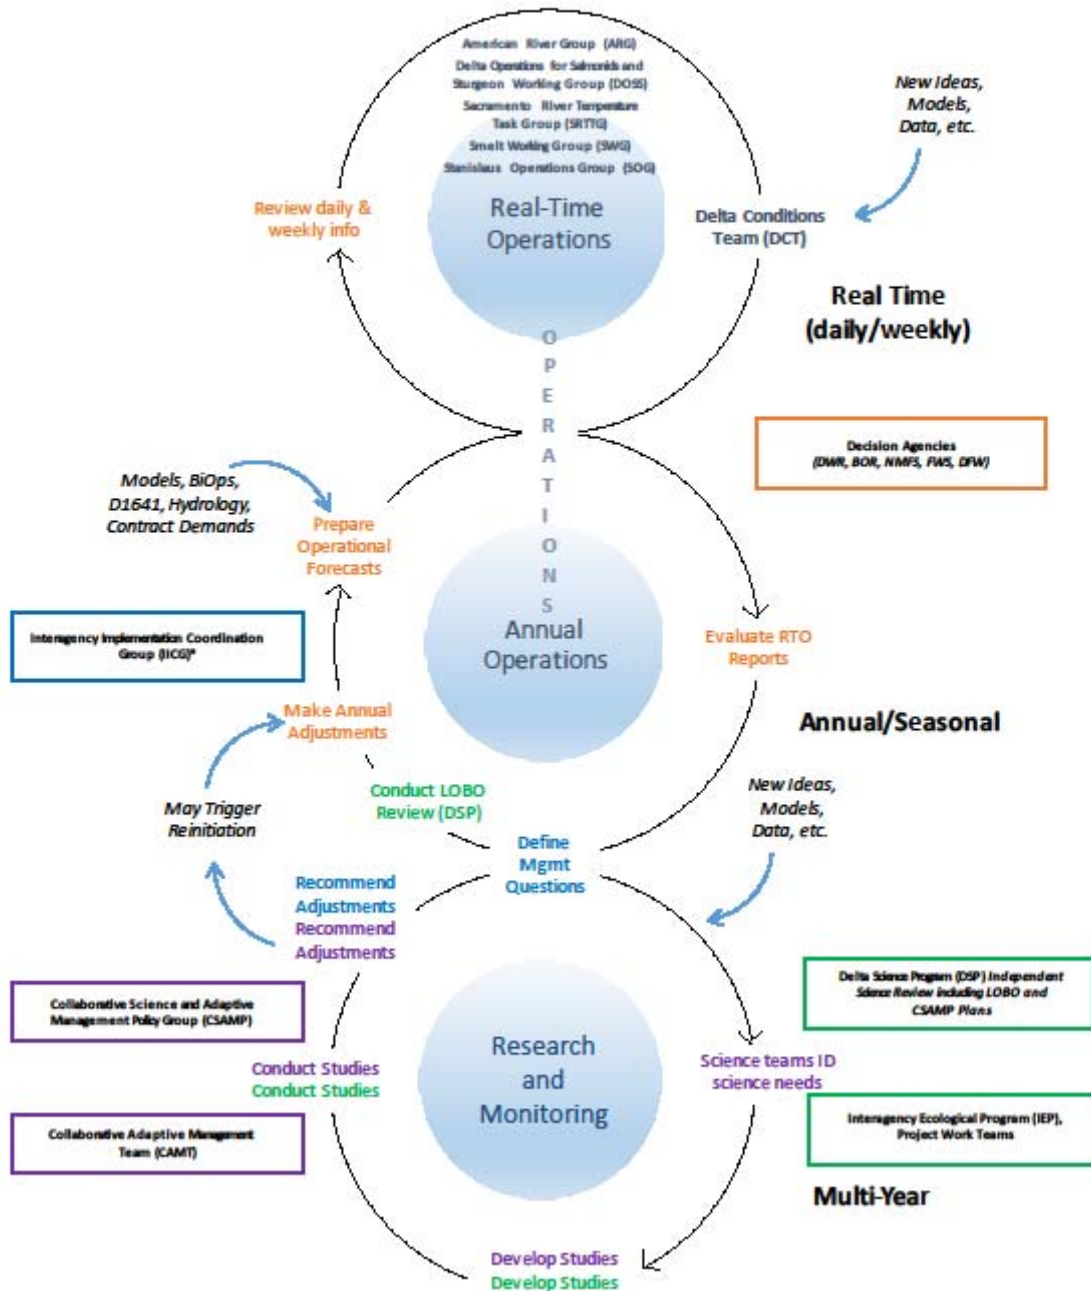 American River Group (ARG)
Delta Operations for Salmonids and
Sturgeon Working Group (DOSS)
Sacramento River Temperature
Task Group (SRTTG)
Smelt Working Group (SWG)
Stanislaus Operations Group (SOG)
Real-Time
Operations
Review daily &
weekly info
New Ideas,
Models,
Data, etc.
Delta Conditions
Team (DCT)
Real Time
(daily/weekly)
OPERATIONS
Decision Agencies
(DWR, BOR, NMFS, FWS, DFW)
Models, BiOps,
D1641, Hydrology,
Contract Demands
Prepare
Operational
Forecasts
Interagency Implementation Coordination
Group (IICG)*
Annual
Operations
Evaluate RTO
Reports
Make Annual
Adjustments
Annual/Seasonal
Conduct LOBO
Review (DSP)
May Trigger
Reinitiation
New Ideas,
Models,
Data, etc.
Define
Mgmt
Questions
Recommend
Adjustments
Recommend
Adjustments
Collaborative Science and Adaptive
Management Policy Group (CSAMP)
Delta Science Program (DSP) Independent
Science Review including LOBO and
CSAMP Plans
Research
and
Monitoring
Conduct Studies
Conduct Studies
Science teams ID
science needs
Collaborative Adaptive Management
Team (CAMT)
Interagency Ecological Program (IEP),
Project Work Teams
Multi-Year
Develop Studies
Develop Studies